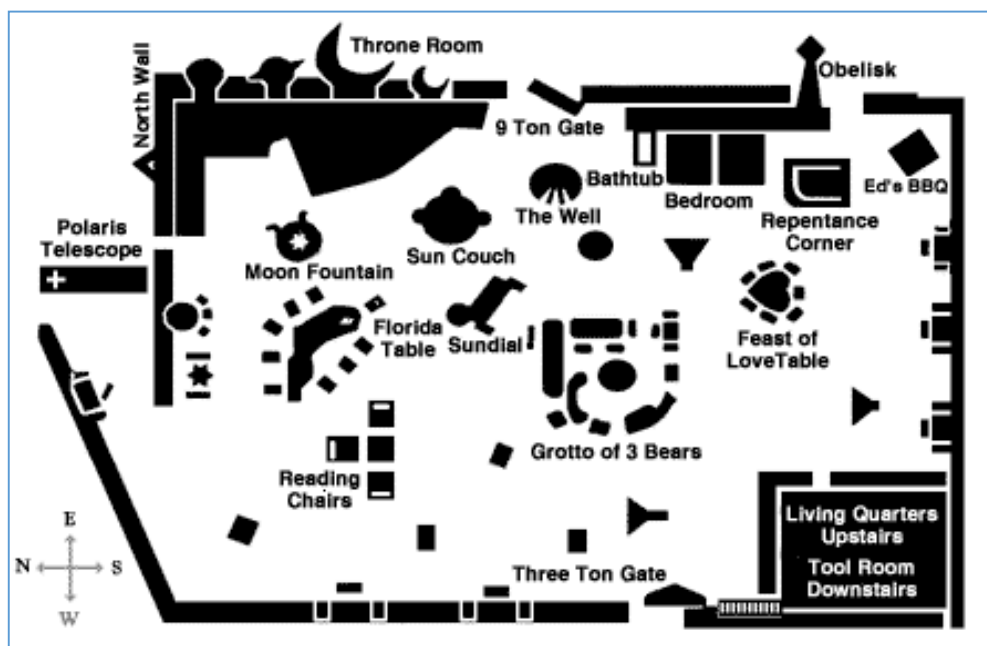 Throne Room
North Wall
Obelisk
9 Ton Gate
Bathtub
The Well
Bedroom
Ed's BBQ
Repentance
Corner
Polaris
Telescope
Sun Couch
Moon Fountain
Florida
Table
Sundial
Feast of
LoveTable
Grotto of 3 Bears
Reading
Chairs
Living Quarters
Upstairs
Tool Room
Downstairs
Three Ton Gate
E
N
S
W